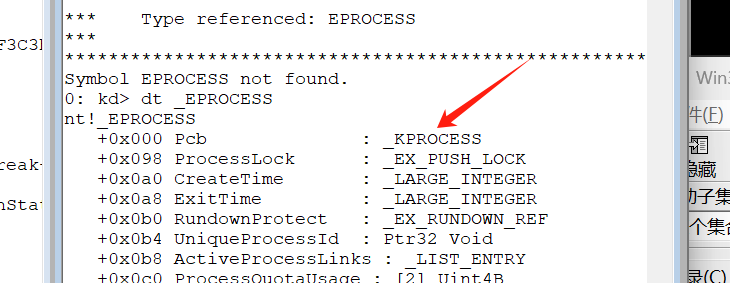 ***     Type referenced: EPROCESS
***
*****************************************************
Symbol EPROCESS not found.
0: kd> dt _EPROCESS
nt!_EPROCESS
   +0x000 Pcb              : _KPROCESS
   +0x098 ProcessLock      : _EX_PUSH_LOCK
   +0x0a0 CreateTime       : _LARGE_INTEGER
   +0x0a8 ExitTime         : _LARGE_INTEGER
   +0x0b0 RundownProtect   : _EX_RUNDOWN_REF
   +0x0b4 UniqueProcessId  : Ptr32 Void
   +0x0b8 ActiveProcessLinks : _LIST_ENTRY
   +0x0c0 ProcessQuotaUsage : [2] Uint4B
F3C3
reak-
nStat
Win
件(F)
隐藏
子集
个集合
录(C)